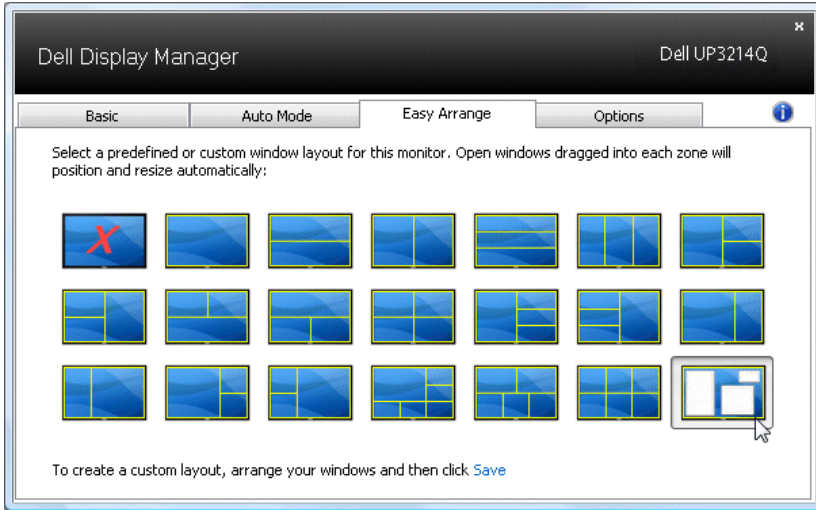 Dell Display Manager
Dell UP3214Q
Basic
Auto Mode
Easy Arrange
Options
Select a predefined or custom window layout for this monitor. Open windows dragged into each zone will
position and resize automatically:
To create a custom layout, arrange your windows and then click Save